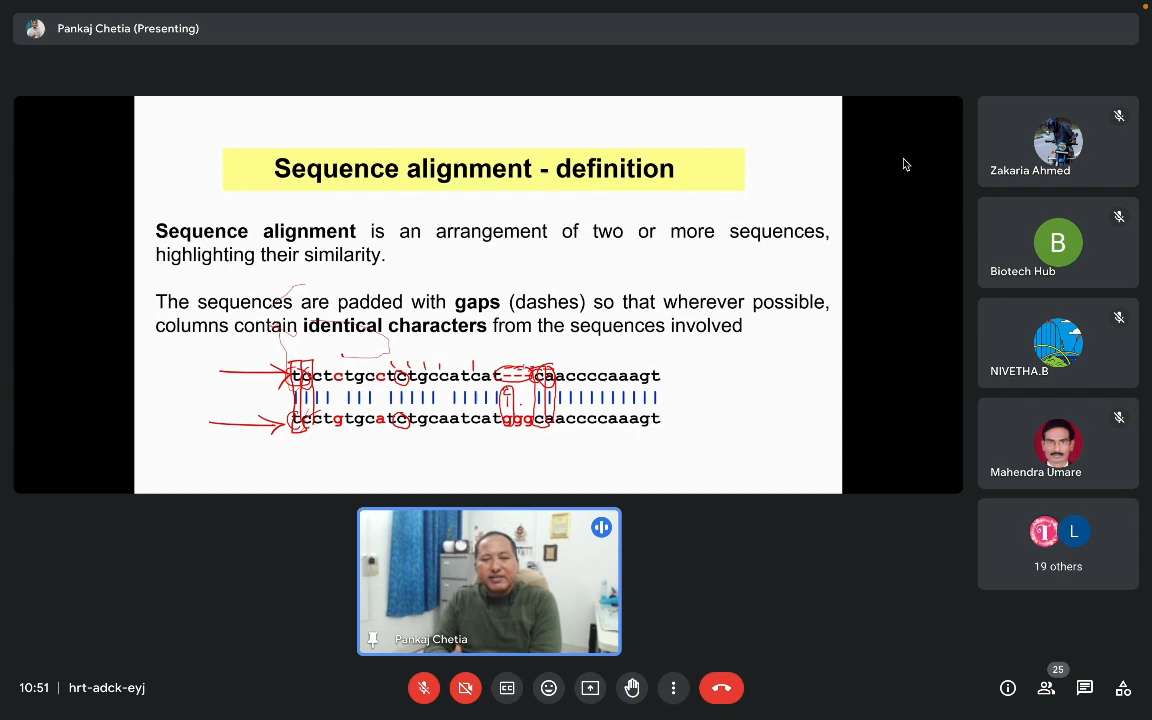 Pankaj Chetia (Presenting)
Sequence alignment - definition
Sequence alignment is an arrangement of two or more sequences,
highlighting their similarity.
The sequences are padded with gaps (dashes) so that wherever possible,
columns contain identical characters from the sequences involved
tcctctgcctctgccatcat---caaccccaaagt
tcctgtgcatctgcaatcatgggcaaccccaaagt
Zakaria Ahmed
B
Biotech Hub
NIVETHA.B
Mahendra Umare
L
19 others
Pankaj Chetia
10:51 | hrt-adck-eyj
25